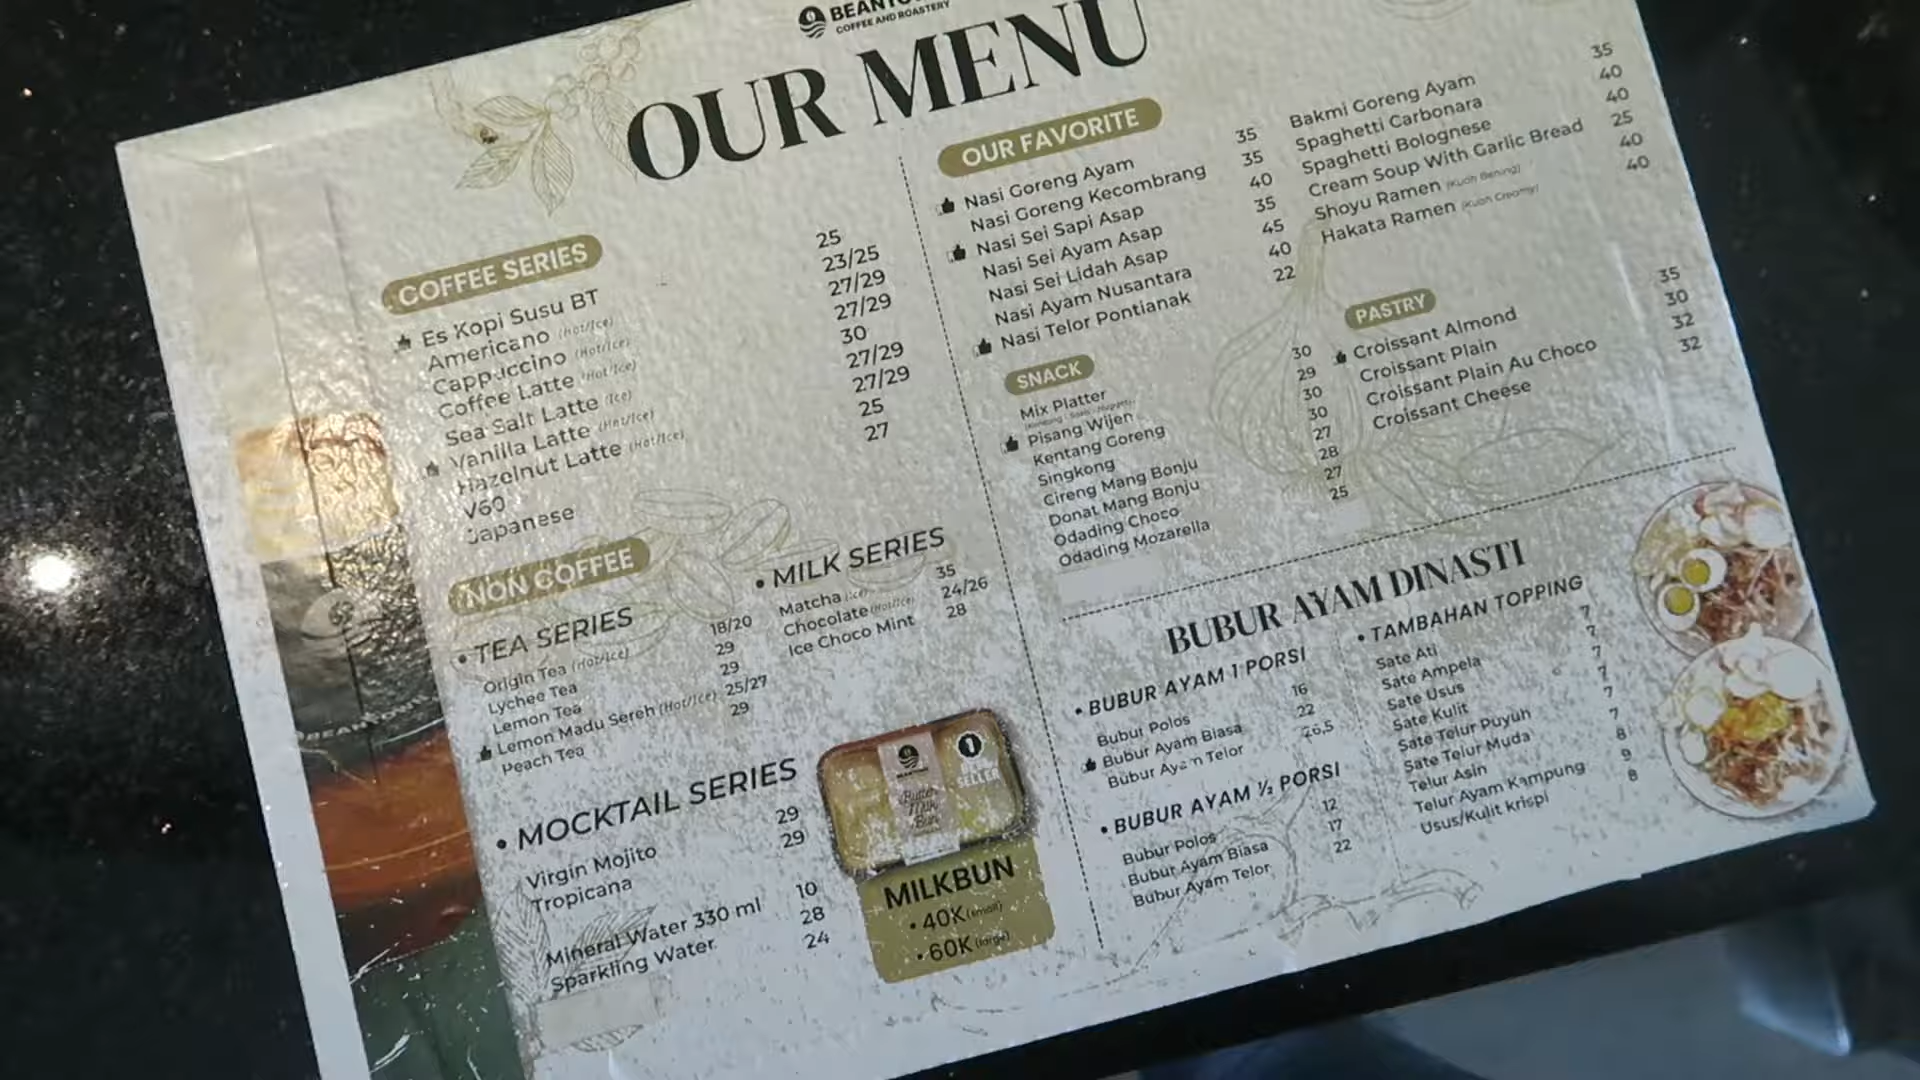 COFFEE AND ROASTERY
OUR MENU
COFFEE SERIES
Es Kopi Susu BT 25
Americano (Hot/Ice) 23/25
Cappuccino (Hot/Ice) 27/29
Coffee Latte (Hot/Ice) 27/29
Sea Salt Latte (Ice) 30
Vanilla Latte (Hot/Ice) 27/29
Hazelnut Latte (Hot/Ice) 27/29
V60 25
Japanese 27
NON COFFEE
• TEA SERIES
Origin Tea (Hot/Ice) 18/20
Lychee Tea 29
Lemon Tea 29
Lemon Madu Sereh (Hot/Ice) 25/27
Peach Tea 29
• MILK SERIES
Matcha (Ice) 35
Chocolate (Hot/Ice) 24/26
Ice Choco Mint 28
• MOCKTAIL SERIES
Virgin Mojito 29
Tropicana 29
Mineral Water 330 ml 10
Sparkling Water 28
24
Butter
Milk
Bun
1
SELLER
MILKBUN
• 40K (small)
• 60K (large)
OUR FAVORITE
Nasi Goreng Ayam 35
Nasi Goreng Kecombrang 35
Nasi Sei Sapi Asap 40
Nasi Sei Ayam Asap 35
Nasi Sei Lidah Asap 45
Nasi Ayam Nusantara 40
Nasi Telor Pontianak 22
Bakmi Goreng Ayam 35
Spaghetti Carbonara 40
Spaghetti Bolognese 40
Cream Soup With Garlic Bread 25
Shoyu Ramen (Kuah Bening) 40
Hakata Ramen (Kuah Creamy) 40
SNACK
Mix Platter 30
Pisang Wijen 29
Kentang Goreng 30
Singkong 30
Cireng Mang Bonju 27
Donat Mang Bonju 28
Odading Choco 27
Odading Mozarella 25
PASTRY
Croissant Almond 35
Croissant Plain 30
Croissant Plain Au Choco 32
Croissant Cheese 32
BUBUR AYAM DINASTI
• BUBUR AYAM 1 PORSI
Bubur Polos 16
Bubur Ayam Biasa 22
Bubur Ayam Telor 26,5
• BUBUR AYAM ½ PORSI
Bubur Polos 12
Bubur Ayam Biasa 17
Bubur Ayam Telor 22
• TAMBAHAN TOPPING
Sate Ati 7
Sate Ampela 7
Sate Usus 7
Sate Kulit 7
Sate Telur Puyuh 7
Sate Telur Muda 7
Telur Asin 8
Telur Ayam Kampung 9
Usus/Kulit Krispi 8